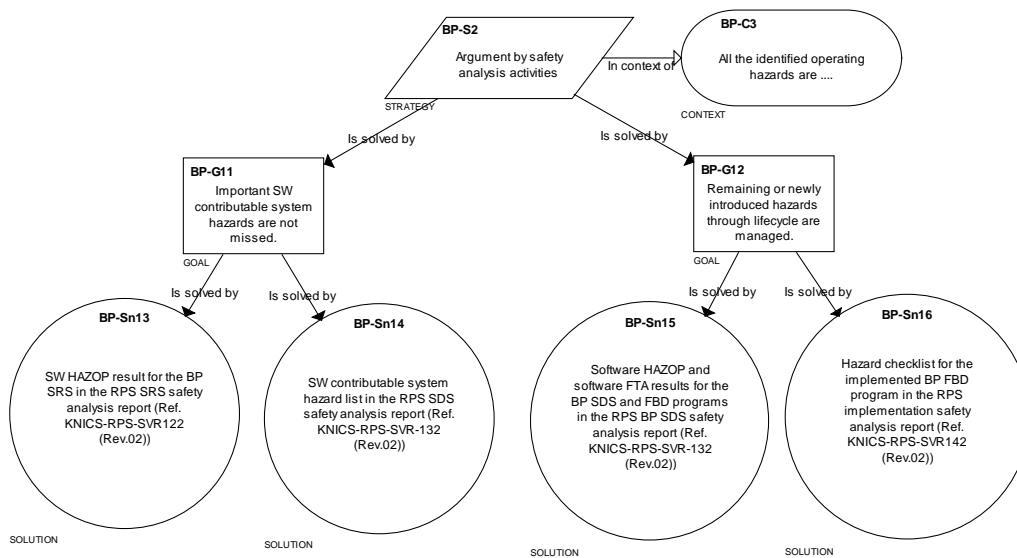 BP-S2
Argument by safety
analysis activities
STRATEGY
In context of
BP-C3
All the identified operating
hazards are ....
CONTEXT
Is solved by
Is solved by
BP-G11
Important SW
contributable system
hazards are not
missed.
GOAL
BP-G12
Remaining or newly
introduced hazards
through lifecycle are
managed.
GOAL
Is solved by
Is solved by
Is solved by
Is solved by
BP-Sn13
SW HAZOP result for the BP
SRS in the RPS SRS safety
analysis report (Ref.
KNICS-RPS-SVR122
(Rev.02))
SOLUTION
BP-Sn14
SW contributable system
hazard list in the RPS SDS
safety analysis report (Ref.
KNICS-RPS-SVR-132
(Rev.02))
SOLUTION
BP-Sn15
Software HAZOP and
software FTA results for the
BP SDS and FBD programs
in the RPS BP SDS safety
analysis report (Ref.
KNICS-RPS-SVR-132
(Rev.02))
SOLUTION
BP-Sn16
Hazard checklist for the
implemented BP FBD
program in the RPS
implementation safety
analysis report (Ref.
KNICS-RPS-SVR142
(Rev.02))
SOLUTION